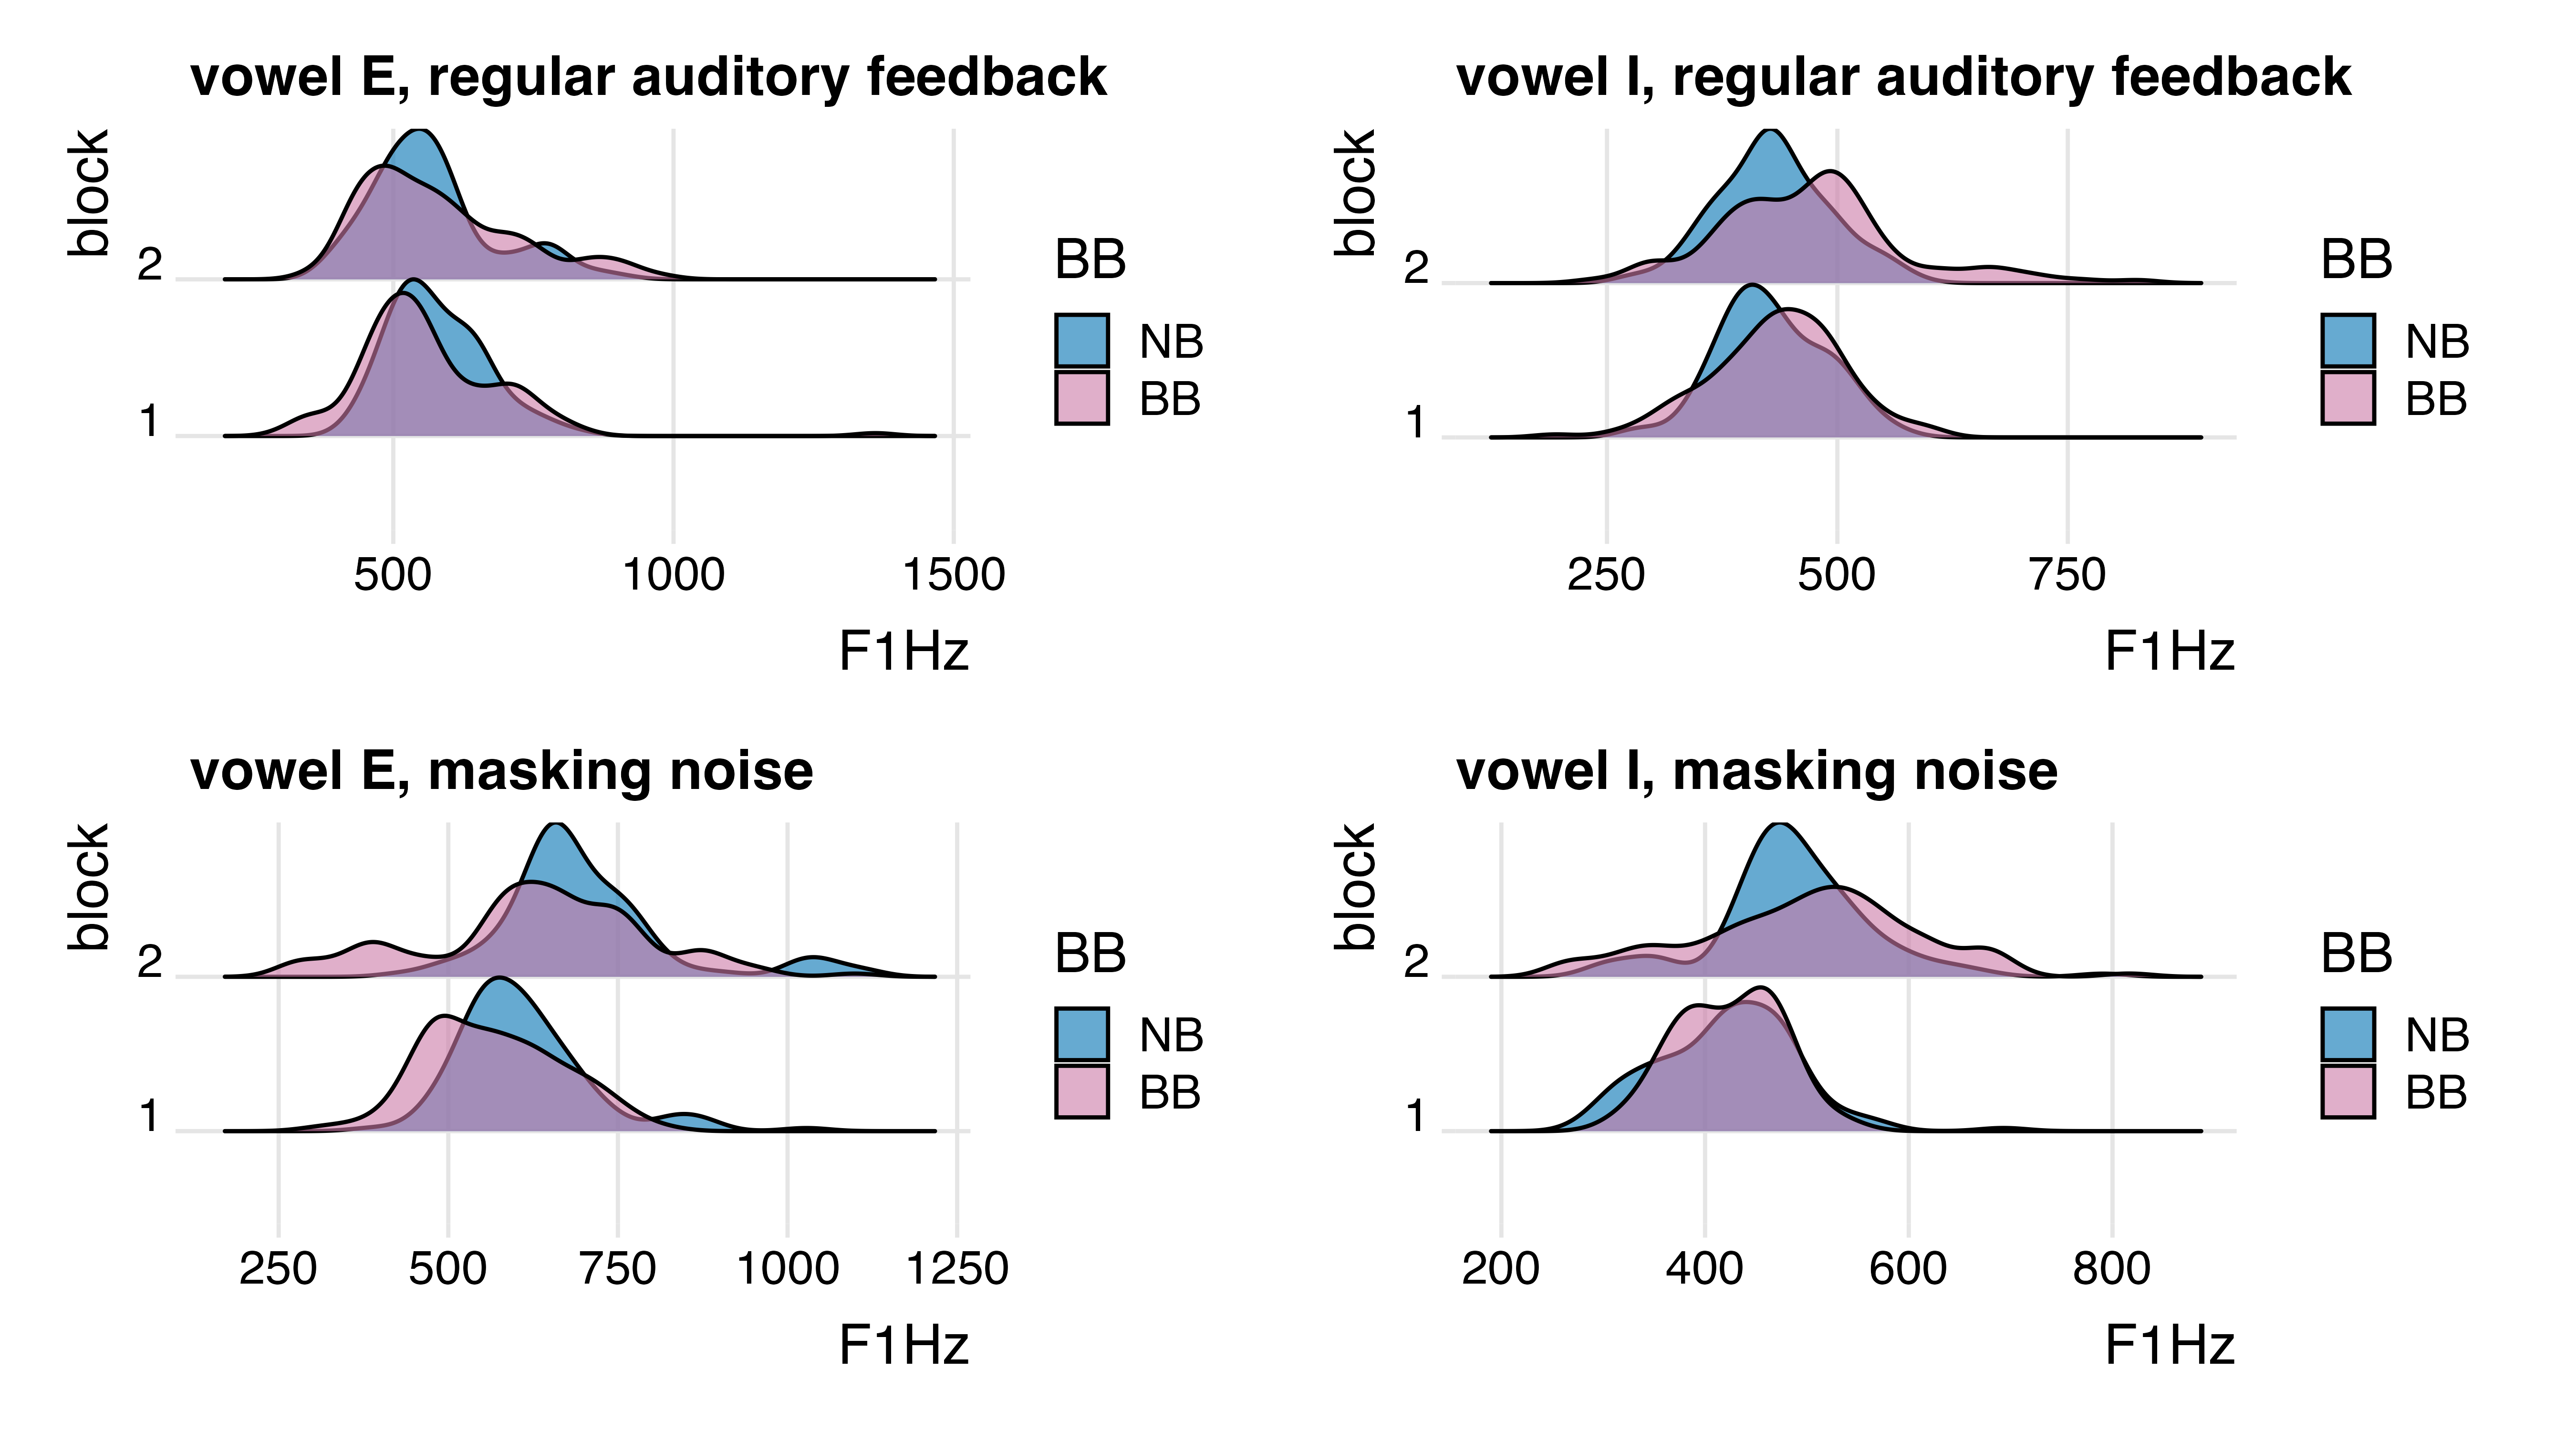 vowel E, regular auditory feedback
block
2
1
500 1000 1500
F1Hz
BB
NB
BB
vowel I, regular auditory feedback
block
2
1
250 500 750
F1Hz
BB
NB
BB
vowel E, masking noise
block
2
1
250 500 750 1000 1250
F1Hz
BB
NB
BB
vowel I, masking noise
block
2
1
200 400 600 800
F1Hz
BB
NB
BB